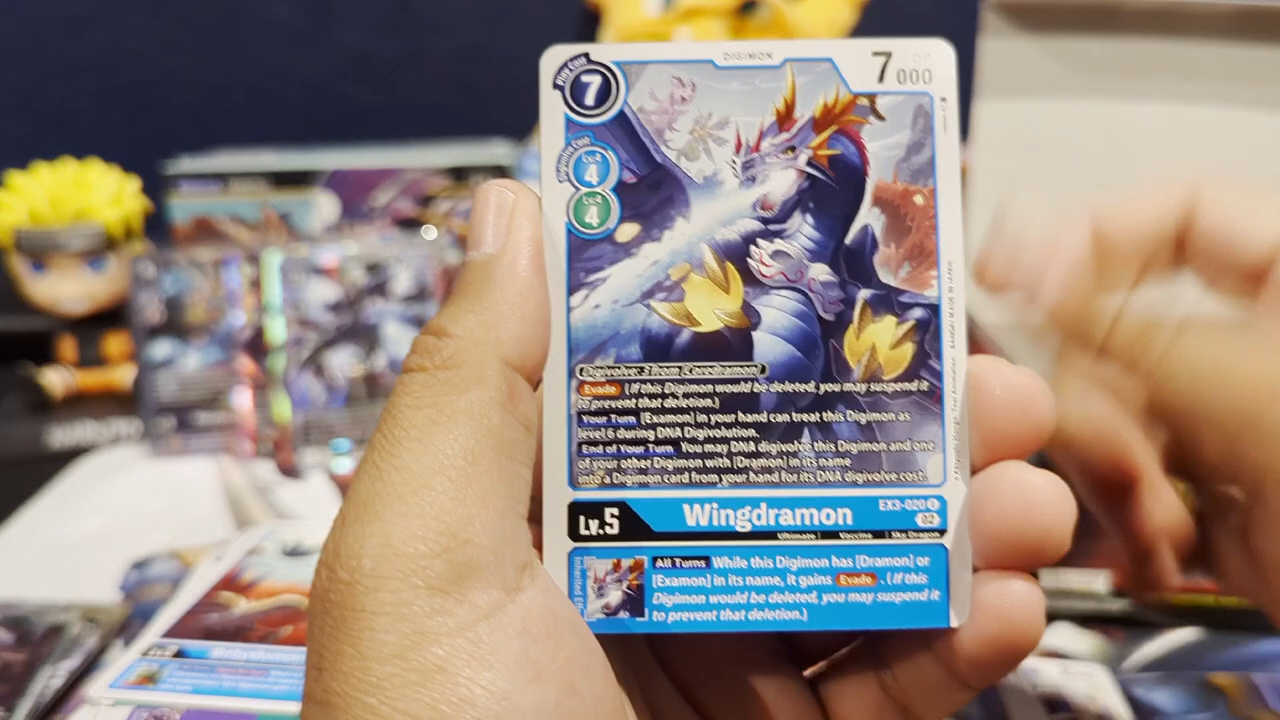 DIGIMON
Play Cost
7
DP
7000
Digivolve Cost
Lv.4
4
Lv.4
4
Digivolve: 3 from [Coredramon]
Evade (If this Digimon would be deleted, you may suspend it
to prevent that deletion.)
Your Turn [Examon] in your hand can treat this Digimon as
level 6 during DNA Digivolution.
End of Your Turn You may DNA digivolve this Digimon and one
of your other Digimon with [Dramon] in its name
into a Digimon card from your hand for its DNA digivolve cost.
EX3-020 U
02
Lv.5
Wingdramon
Ultimate Vaccine Sky Dragon
All Turns While this Digimon has [Dramon] or
[Examon] in its name, it gains Evade. (If this
Digimon would be deleted, you may suspend it
to prevent that deletion.)